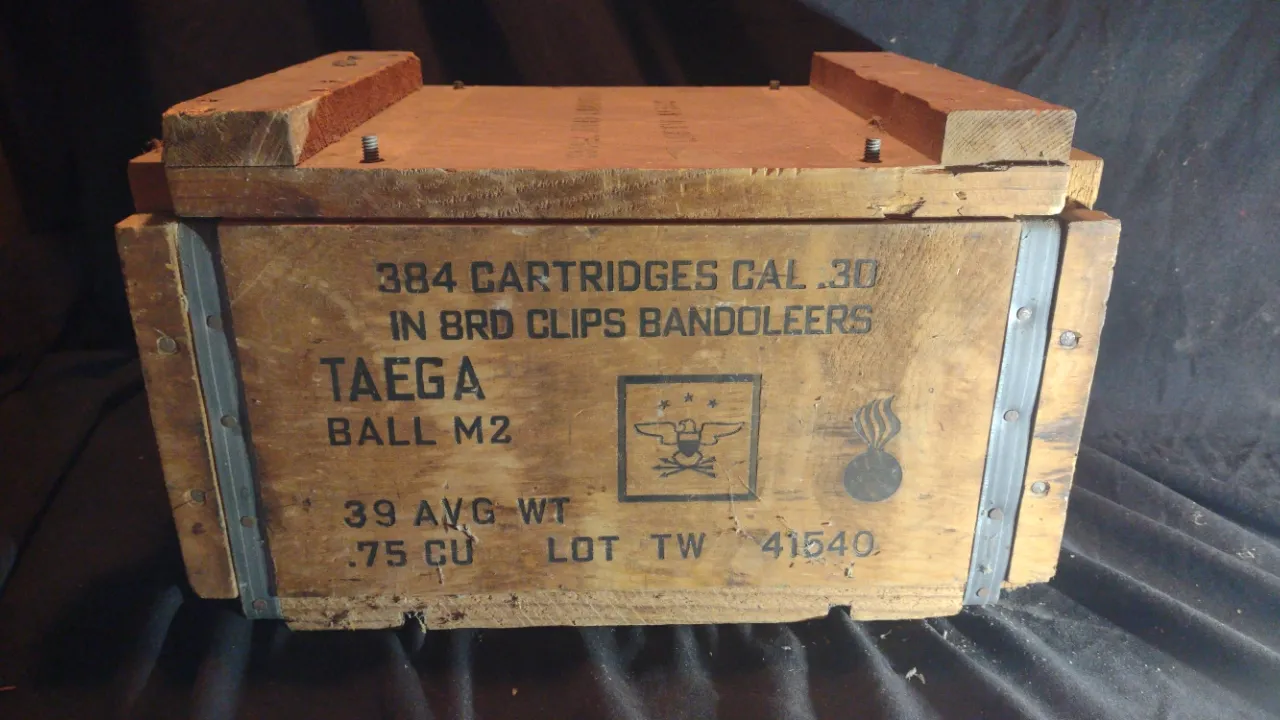 384 CARTRIDGES CAL .30
IN 8RD CLIPS BANDOLEERS
TAEGA
BALL M2
39 AVG WT
.75 CU LOT TW 41540